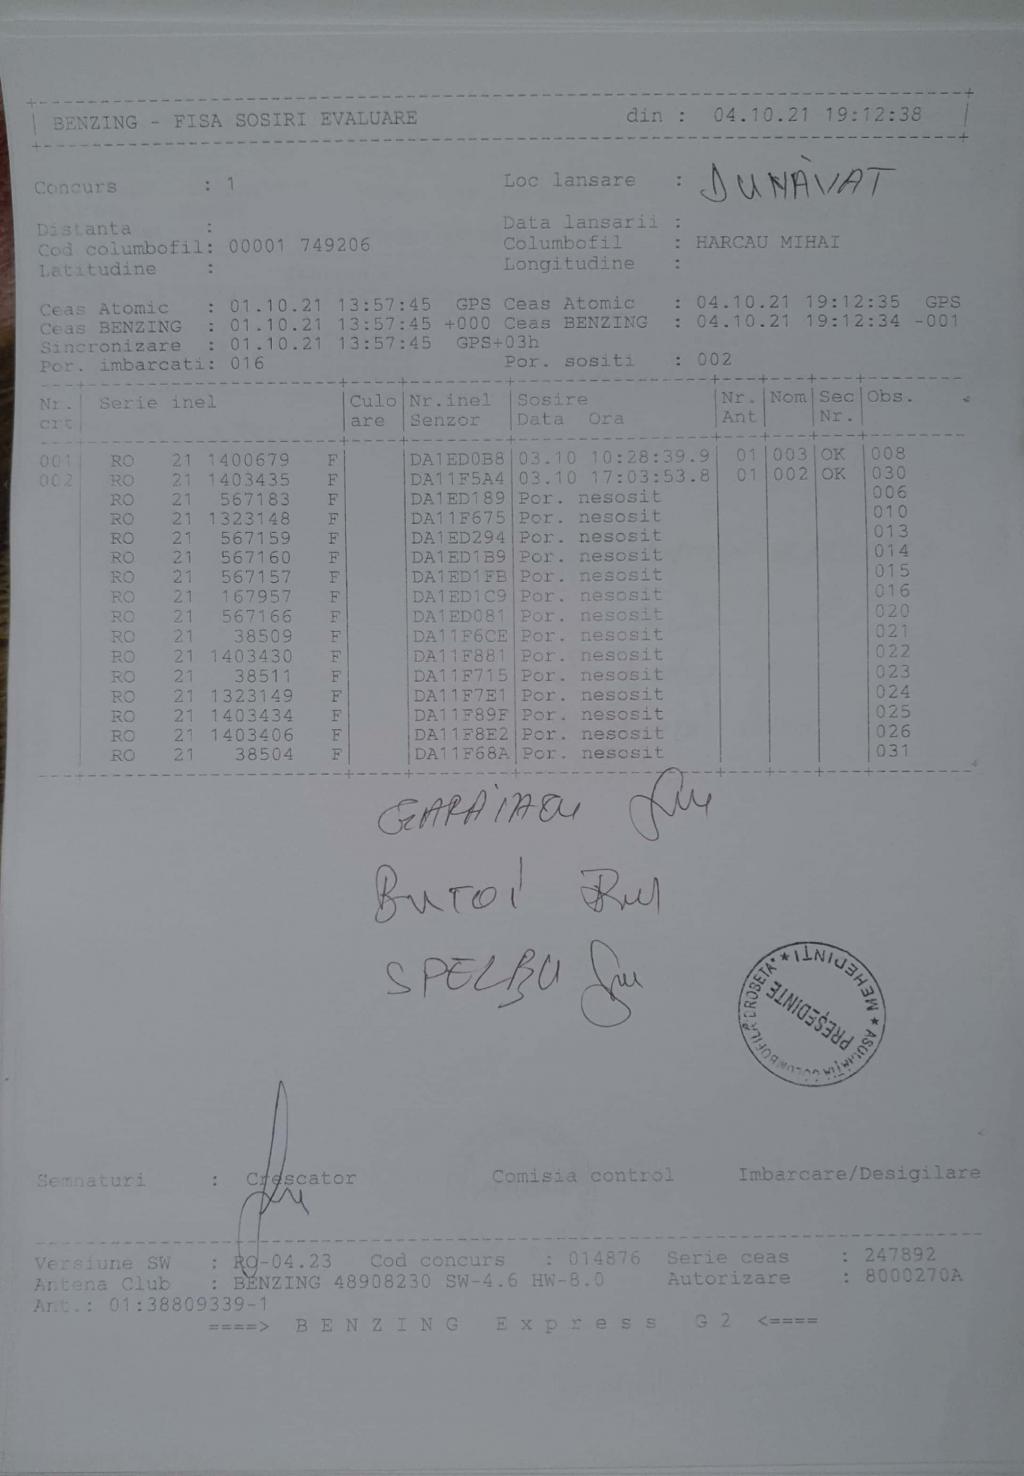 BENZING - FISA SOSIRI EVALUARE din : 04.10.21 19:12:38
Concurs : 1 Loc lansare : DUNĂVAT
Distanta : Data lansarii :
Cod columbofil: 00001 749206 Columbofil : HARCAU MIHAI
Latitudine : Longitudine :
Ceas Atomic : 01.10.21 13:57:45 GPS Ceas Atomic : 04.10.21 19:12:35 GPS
Ceas BENZING : 01.10.21 13:57:45 +000 Ceas BENZING : 04.10.21 19:12:34 -001
Sincronizare : 01.10.21 13:57:45 GPS+03h
Por. imbarcati: 016 Por. sositi : 002
Nr. Serie inel Culo Nr.inel Sosire Nr. Nom Sec Obs.
crt are Senzor Data Ora Ant Nr.
001 RO 21 1400679 F DA1ED0B8 03.10 10:28:39.9 01 003 OK 008
002 RO 21 1403435 F DA11F5A4 03.10 17:03:53.8 01 002 OK 030
RO 21 567183 F DA1ED189 Por. nesosit 006
RO 21 1323148 F DA11F675 Por. nesosit 010
RO 21 567159 F DA1ED294 Por. nesosit 013
RO 21 567160 F DA1ED1B9 Por. nesosit 014
RO 21 567157 F DA1ED1FB Por. nesosit 015
RO 21 167957 F DA1ED1C9 Por. nesosit 016
RO 21 567166 F DA1ED081 Por. nesosit 020
RO 21 38509 F DA11F6CE Por. nesosit 021
RO 21 1403430 F DA11F881 Por. nesosit 022
RO 21 38511 F DA11F715 Por. nesosit 023
RO 21 1323149 F DA11F7E1 Por. nesosit 024
RO 21 1403434 F DA11F89F Por. nesosit 025
RO 21 1403406 F DA11F8E2 Por. nesosit 026
RO 21 38504 F DA11F68A Por. nesosit 031
BUTOI
SPELBU
ASOCIAȚIA COLUMBOFILĂ DROBETA * MEHEDINȚI *
PREȘEDINTE
Semnaturi : Crescator Comisia control Imbarcare/Desigilare
Versiune SW : RO-04.23 Cod concurs : 014876 Serie ceas : 247892
Antena Club : BENZING 48908230 SW-4.6 HW-8.0 Autorizare : 8000270A
Ant.: 01:38809339-1
====> BENZING Express G2 <====